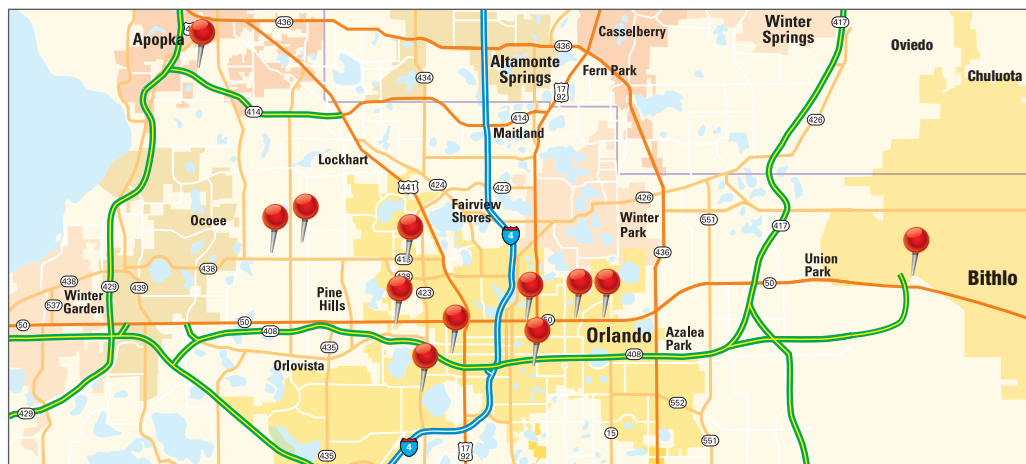 436
Apopka
Casselberry
Winter
Springs
417
Oviedo
436
Altamonte
Springs
Fern Park
Chuluota
434
17
92
414
414
Maitland
426
Lockhart
441
424
423
426
Ocoee
Fairview
Shores
551
Winter
Park
417
4
436
438
438
Union
Park
Bithlo
429
439
423
50
Winter
Garden
537
Pine
Hills
50
50
50
408
Orlando
Azalea
Park
435
408
Orlovista
552
429
15
551
4
17
92
435